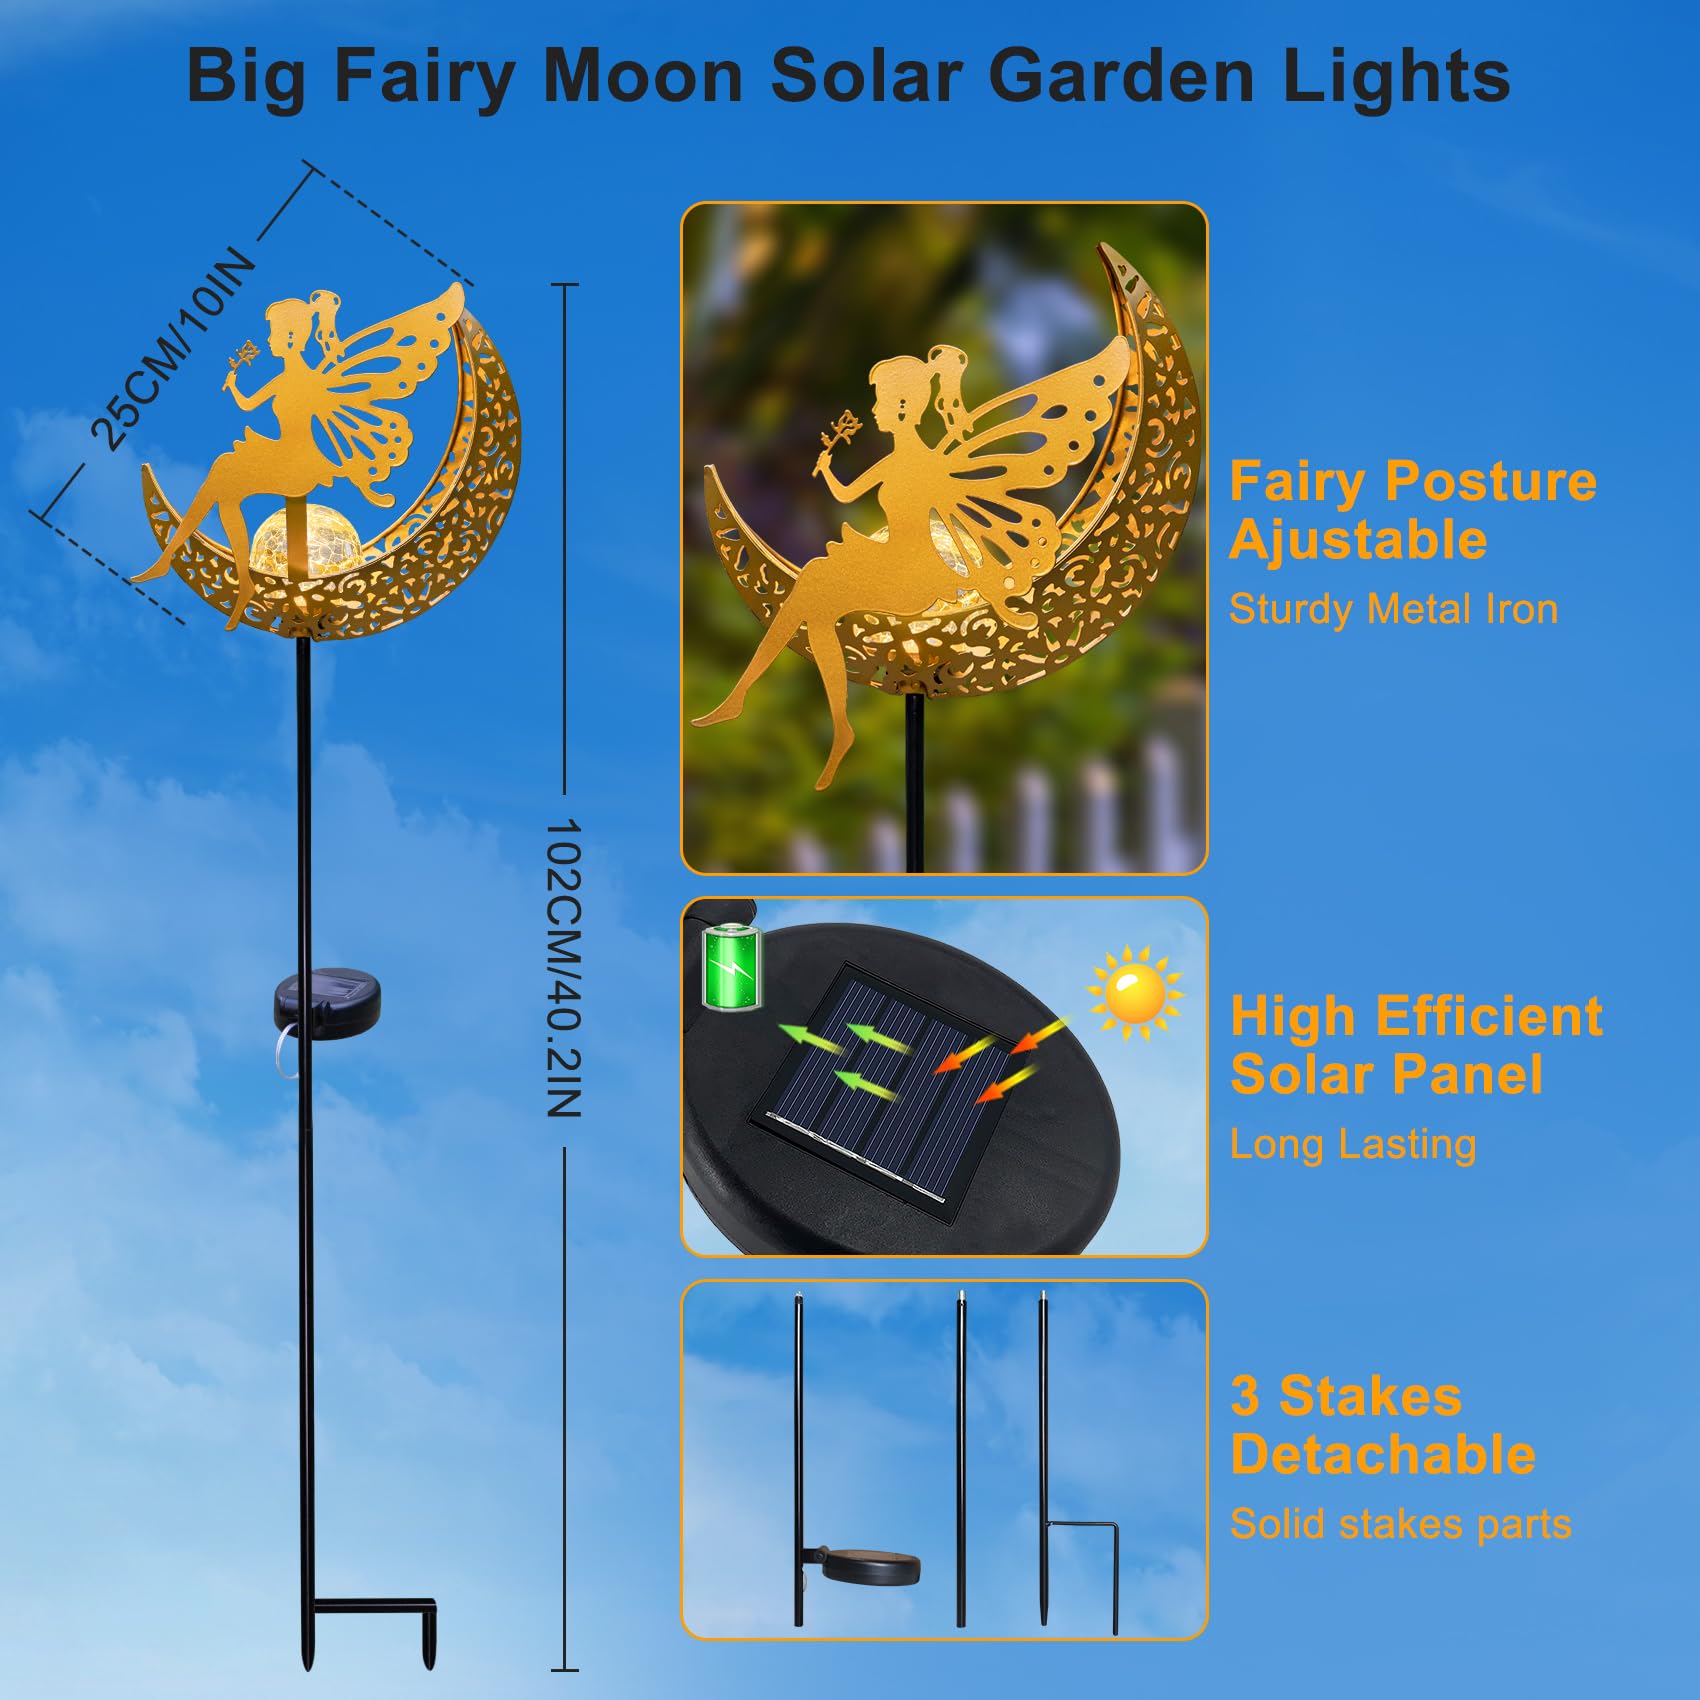 Big Fairy Moon Solar Garden Lights
25CM/10IN
102CM/40.2IN
Fairy Posture
Ajustable
Sturdy Metal Iron
High Efficient
Solar Panel
Long Lasting
3 Stakes
Detachable
Solid stakes parts